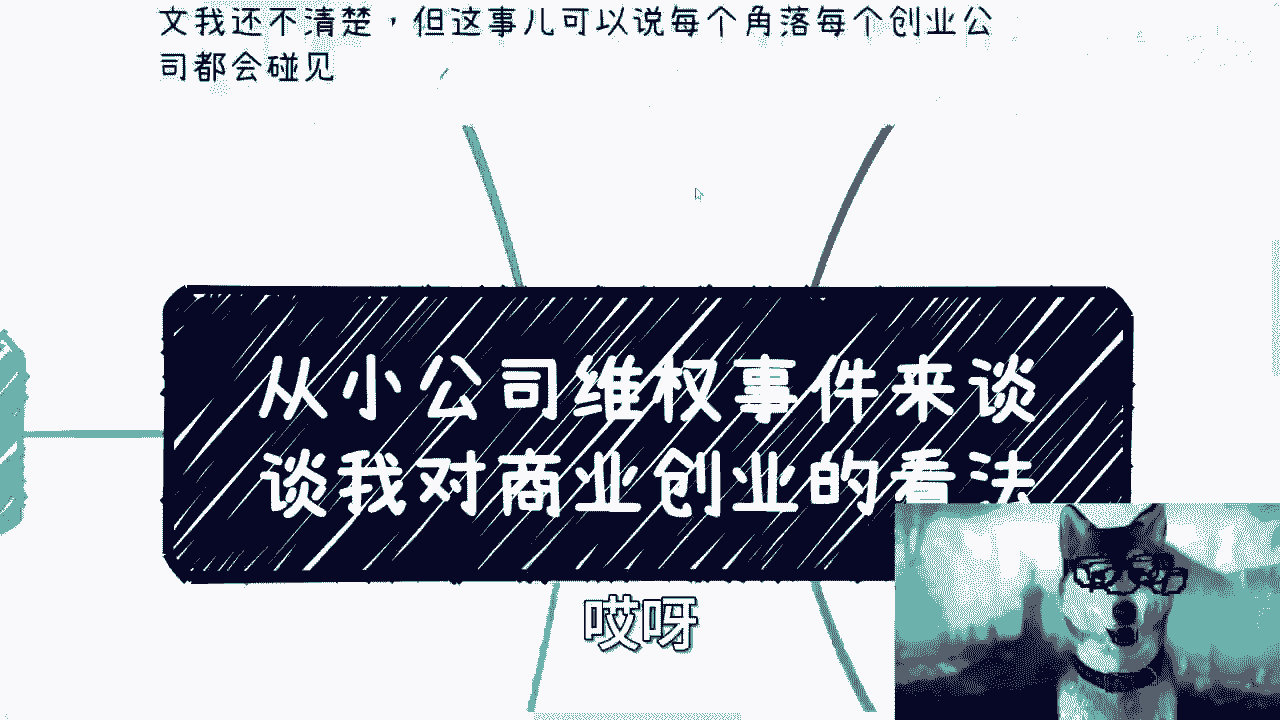 文我还不清楚，但这事儿可以说每个角落每个创业公
司都会碰见
从小公司维权事件来谈
谈我对商业创业的看法
哎呀